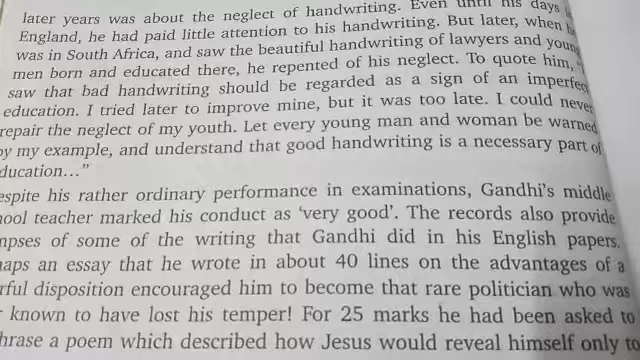 later years was about the neglect of handwriting. Even until his days
England, he had paid little attention to his handwriting. But later, when
was in South Africa, and saw the beautiful handwriting of lawyers and youn
men born and educated there, he repented of his neglect. To quote him,
saw that bad handwriting should be regarded as a sign of an imperfec
education. I tried later to improve mine, but it was too late. I could never
repair the neglect of my youth. Let every young man and woman be warned
by my example, and understand that good handwriting is a necessary part of
ducation…”
espite his rather ordinary performance in examinations, Gandhi’s middle
hool teacher marked his conduct as ‘very good’. The records also provide
mpses of some of the writing that Gandhi did in his English papers.
haps an essay that he wrote in about 40 lines on the advantages of a
rful disposition encouraged him to become that rare politician who was
r known to have lost his temper! For 25 marks he had been asked to
hrase a poem which described how Jesus would reveal himself only to